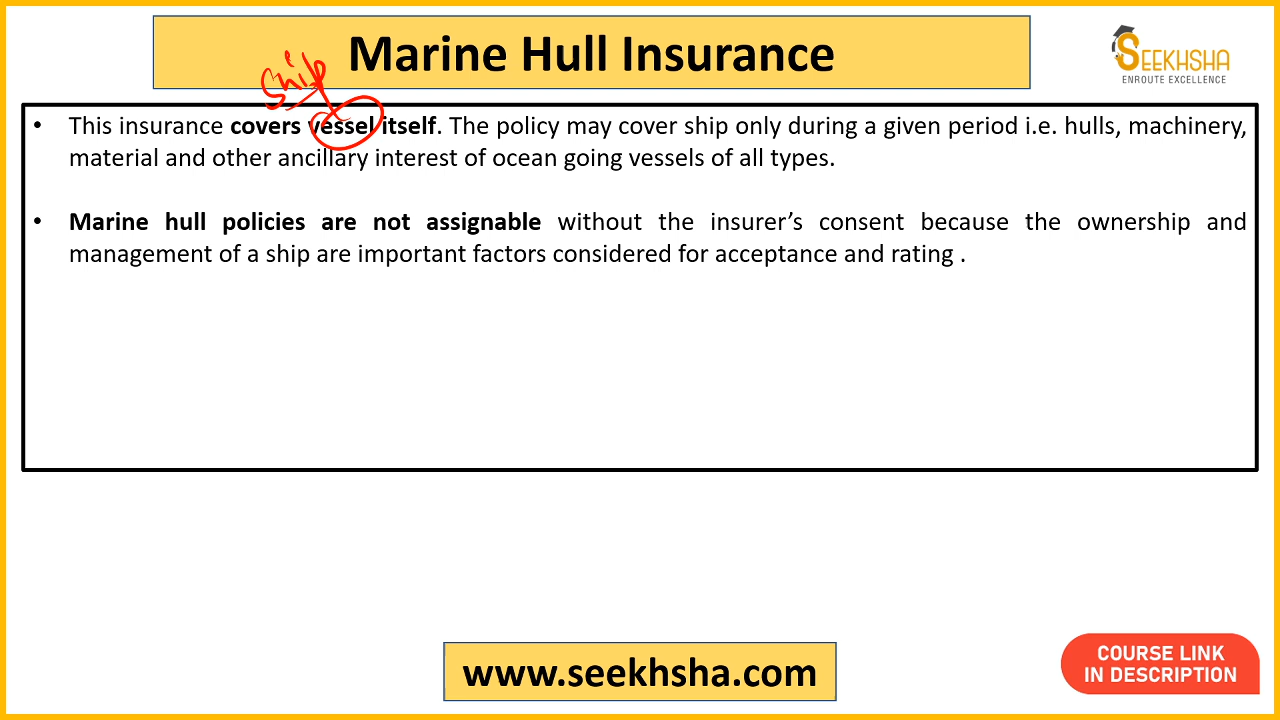 Marine Hull Insurance
SEEKHSHA
ENROUTE EXCELLENCE
ship
• This insurance covers vessel itself. The policy may cover ship only during a given period i.e. hulls, machinery,
material and other ancillary interest of ocean going vessels of all types.
• Marine hull policies are not assignable without the insurer’s consent because the ownership and
management of a ship are important factors considered for acceptance and rating .
www.seekhsha.com
COURSE LINK
IN DESCRIPTION